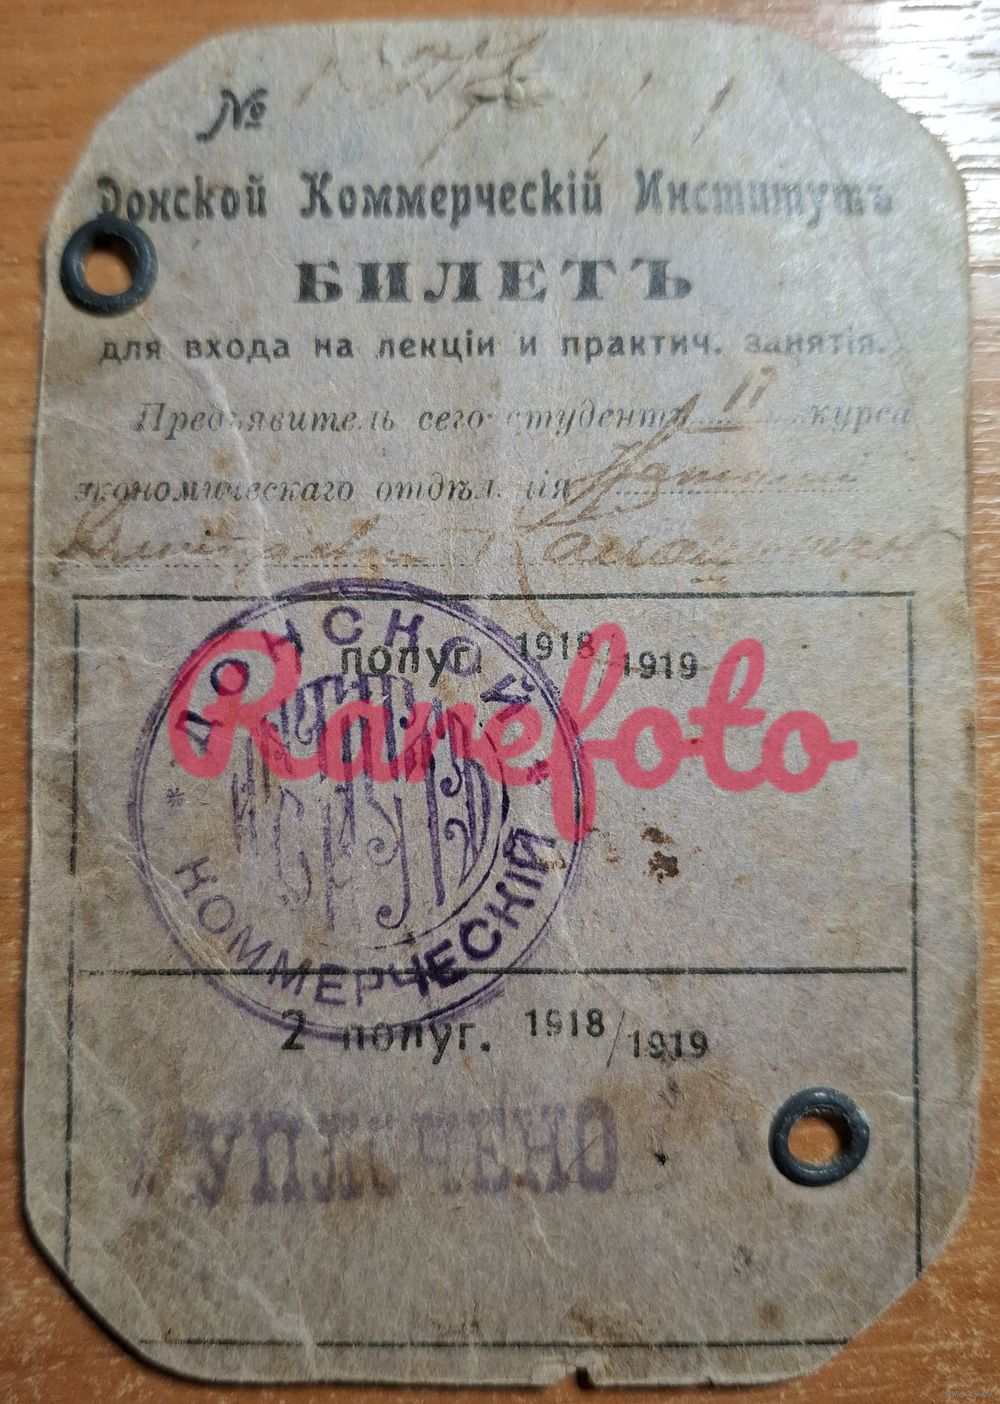 №
Донской Коммерческій Институтъ
БИЛЕТЪ
для входа на лекціи и практич. занятія.
Предъявитель сего студентъ II курса
экономическаго отдѣленія
ДОНСКОЙ
полуг. 1918/1919
Rarefoto
КОММЕРЧЕСКІЙ
2 полуг. 1918/1919
УПЛАЧЕНО